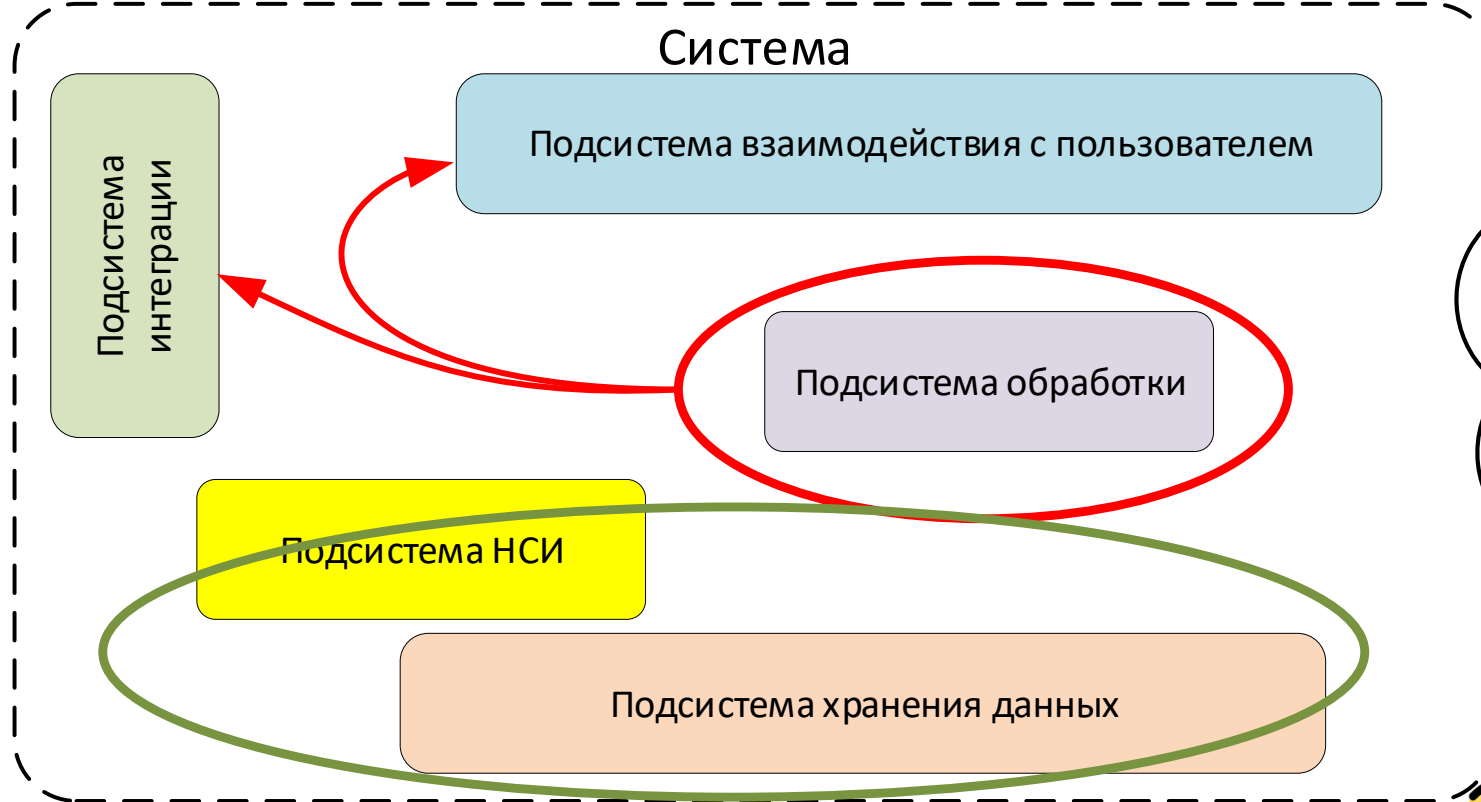 Система
Подсистема взаимодействия с пользователем
Подсистема
интеграции
Подсистема обработки
Подсистема НСИ
Подсистема хранения данных